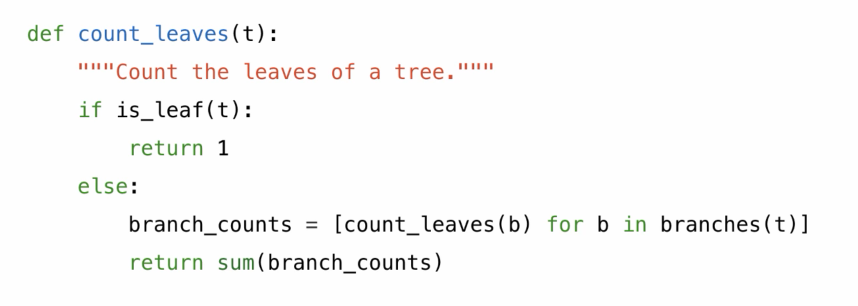 def count_leaves(t):
    """Count the leaves of a tree."""
    if is_leaf(t):
        return 1
    else:
        branch_counts = [count_leaves(b) for b in branches(t)]
        return sum(branch_counts)